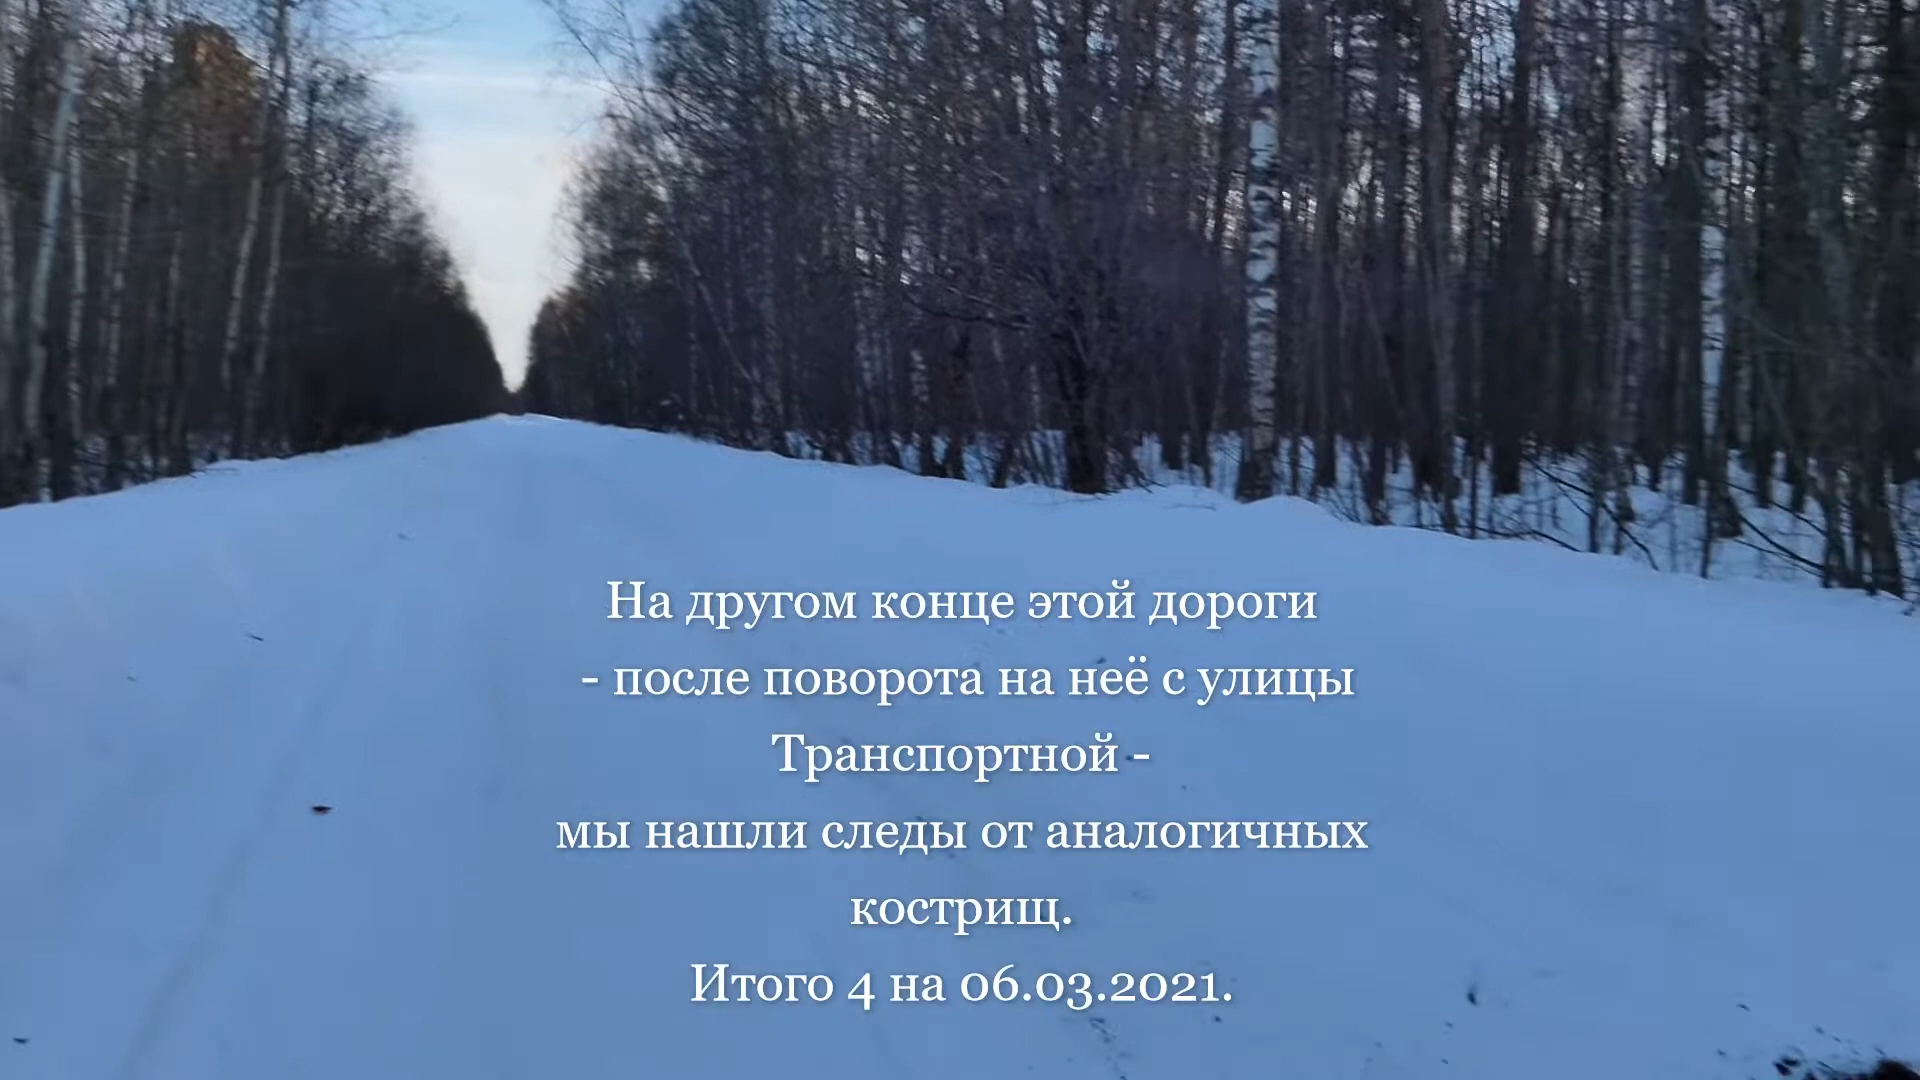 На другом конце этой дороги
- после поворота на неё с улицы
Транспортной -
мы нашли следы от аналогичных
кострищ.
Итого 4 на 06.03.2021.